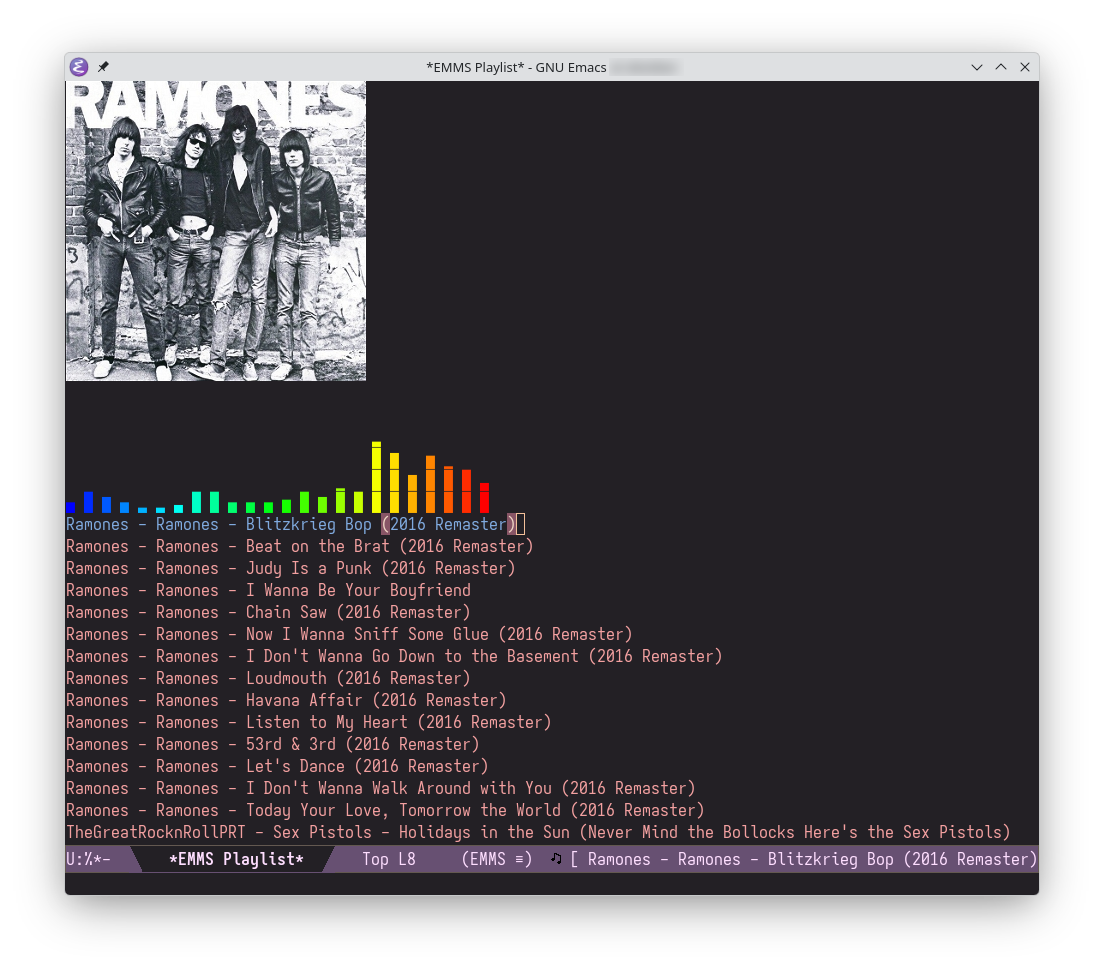 *EMMS Playlist* - GNU Emacs
RAMONES
Ramones - Ramones - Blitzkrieg Bop (2016 Remaster)
Ramones - Ramones - Beat on the Brat (2016 Remaster)
Ramones - Ramones - Judy Is a Punk (2016 Remaster)
Ramones - Ramones - I Wanna Be Your Boyfriend
Ramones - Ramones - Chain Saw (2016 Remaster)
Ramones - Ramones - Now I Wanna Sniff Some Glue (2016 Remaster)
Ramones - Ramones - I Don't Wanna Go Down to the Basement (2016 Remaster)
Ramones - Ramones - Loudmouth (2016 Remaster)
Ramones - Ramones - Havana Affair (2016 Remaster)
Ramones - Ramones - Listen to My Heart (2016 Remaster)
Ramones - Ramones - 53rd & 3rd (2016 Remaster)
Ramones - Ramones - Let's Dance (2016 Remaster)
Ramones - Ramones - I Don't Wanna Walk Around with You (2016 Remaster)
Ramones - Ramones - Today Your Love, Tomorrow the World (2016 Remaster)
TheGreatRocknRollPRT - Sex Pistols - Holidays in the Sun (Never Mind the Bollocks Here's the Sex Pistols)
U:%*- *EMMS Playlist* Top L8 (EMMS ≡) ♫ [ Ramones - Ramones - Blitzkrieg Bop (2016 Remaster)